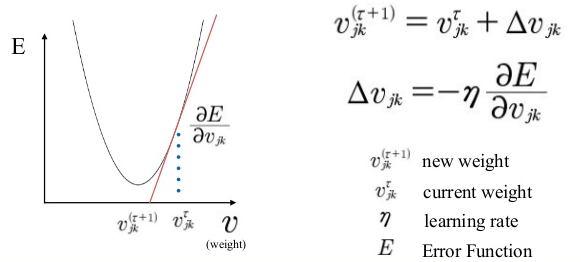 E
∂E
∂v_jk
v_jk^(τ+1) v_jk^τ v
(weight)
v_jk^(τ+1) = v_jk^τ + Δv_jk
Δv_jk = −η ∂E/∂v_jk
v_jk^(τ+1) new weight
v_jk^τ current weight
η learning rate
E Error Function